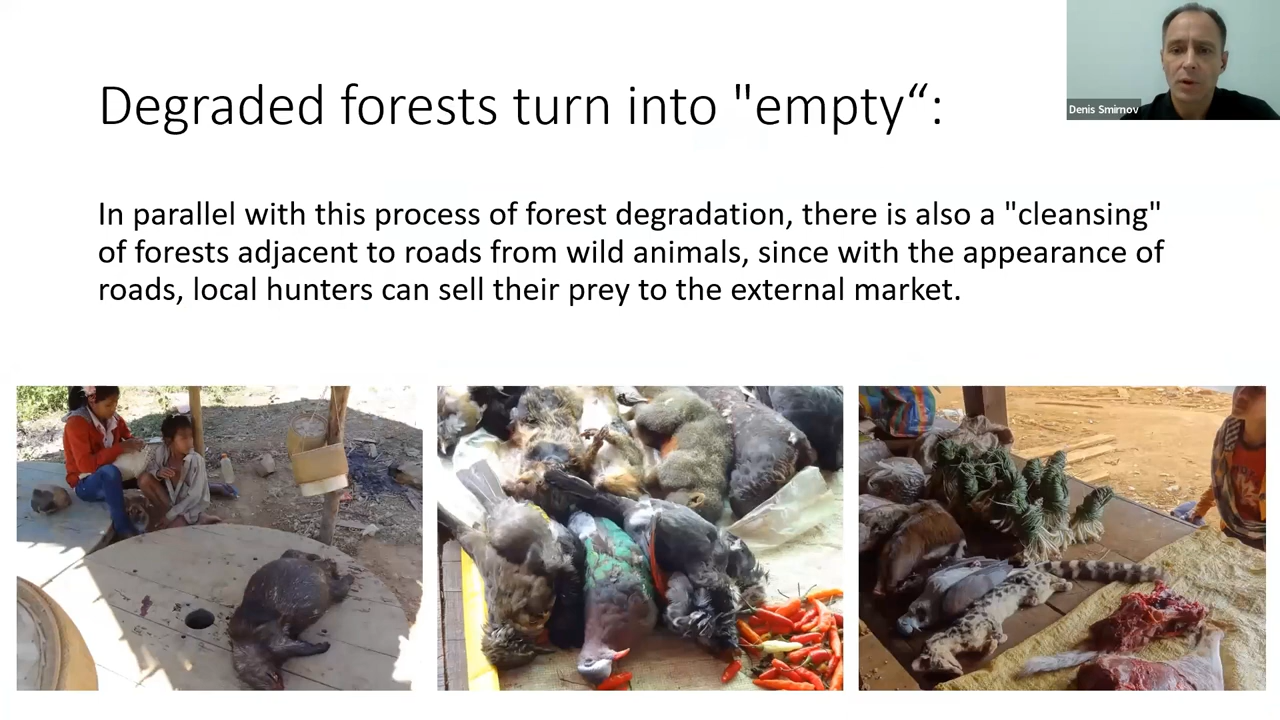 Degraded forests turn into "empty“:
Denis Smirnov
In parallel with this process of forest degradation, there is also a "cleansing"
of forests adjacent to roads from wild animals, since with the appearance of
roads, local hunters can sell their prey to the external market.